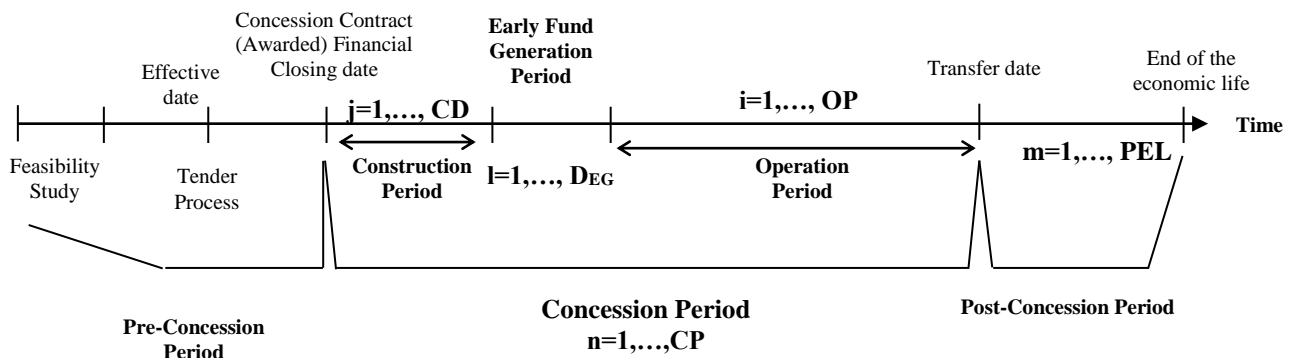 Concession Contract
(Awarded) Financial
Closing date
Early Fund
Generation
Period
Effective
date
Transfer date
End of the
economic life
j=1,…, CD
i=1,…, OP
Time
Feasibility
Study
Tender
Process
Construction
Period
l=1,…, DEG
Operation
Period
m=1,…, PEL
Pre-Concession
Period
Concession Period
n=1,…,CP
Post-Concession Period